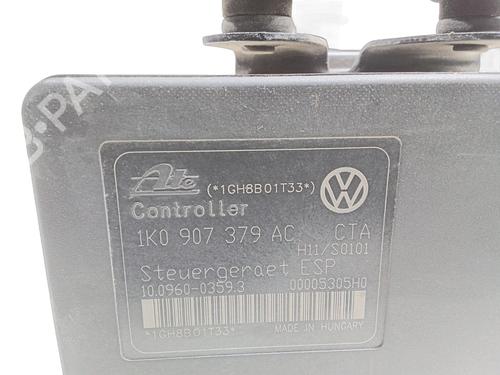 Ate (*1GH8B01T33*)
Controller
1K0 907 379 AC CTA
H11/S0101
Steuergeraet ESP
10.0960-0359.3 00005305H0
*1GH8B01T33* MADE IN HUNGARY
B-PARTS